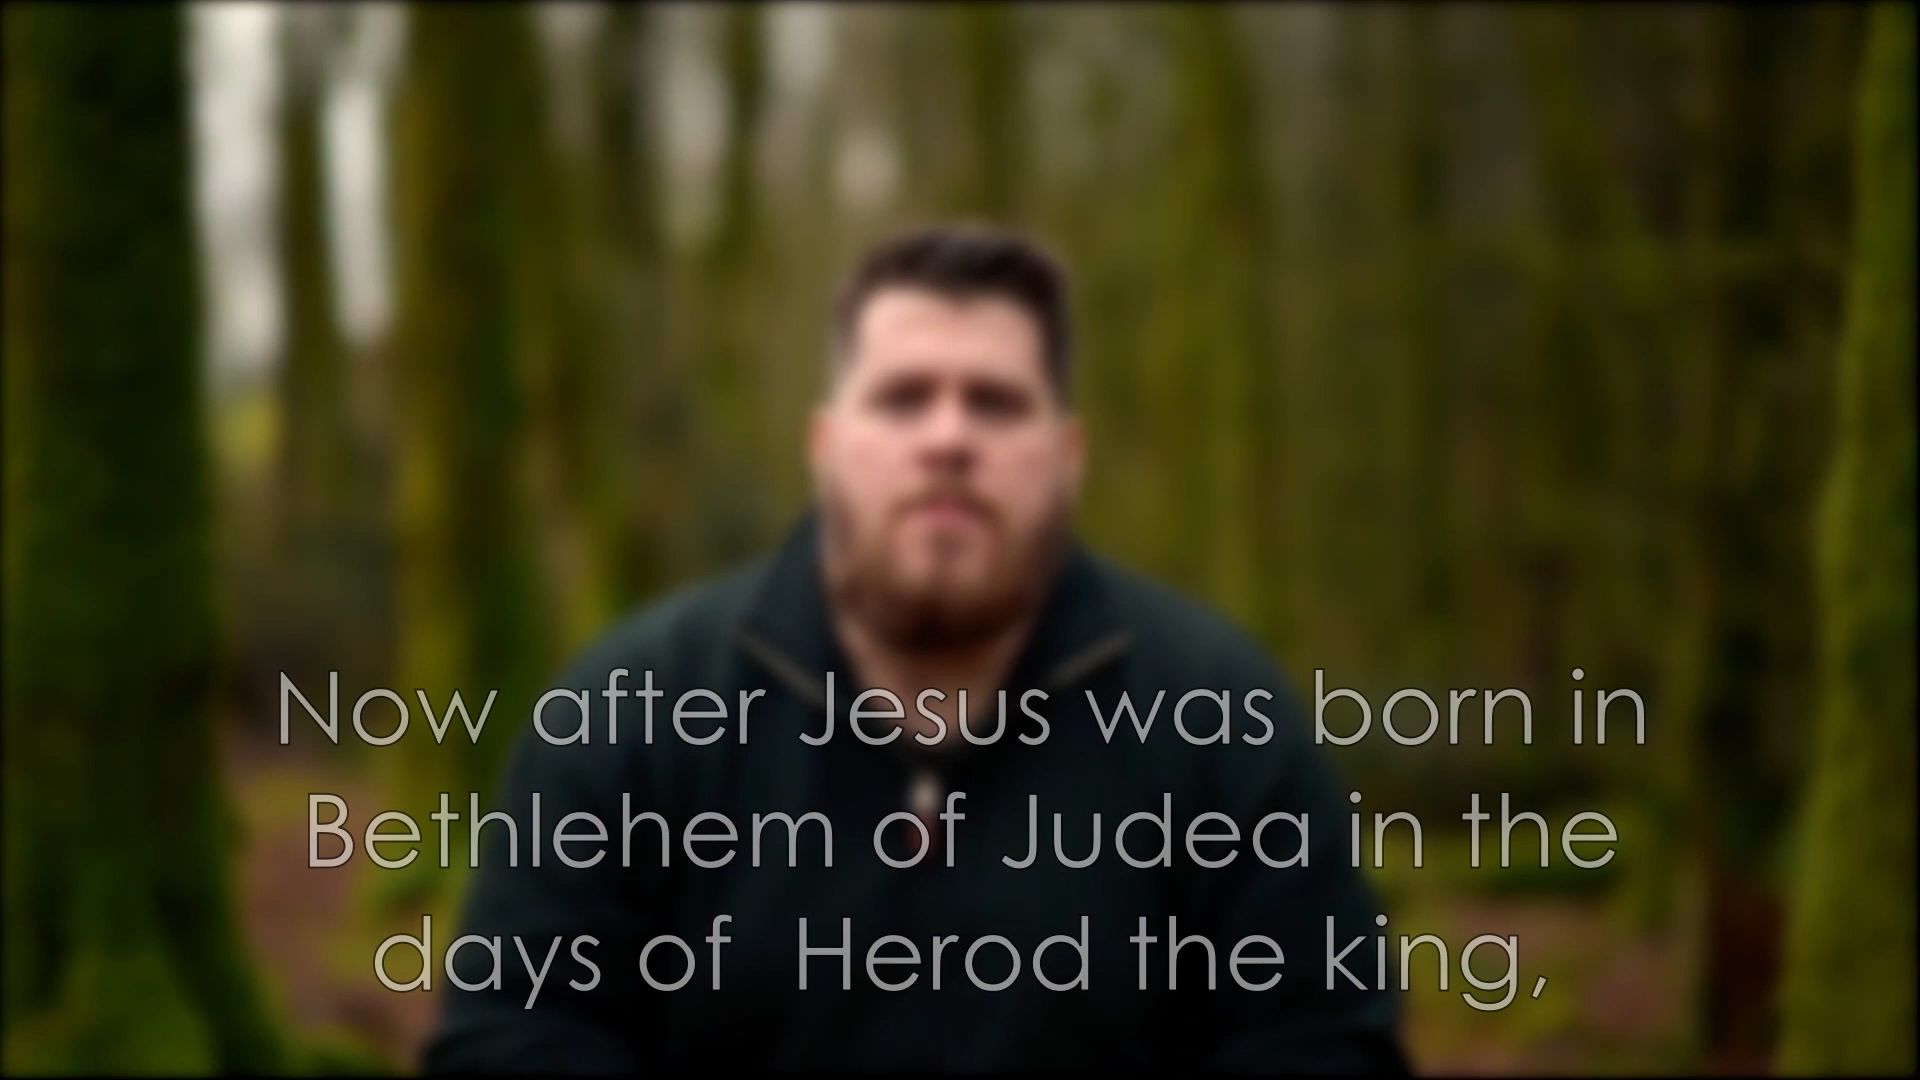 Now after Jesus was born in
Bethlehem of Judea in the
days of  Herod the king,